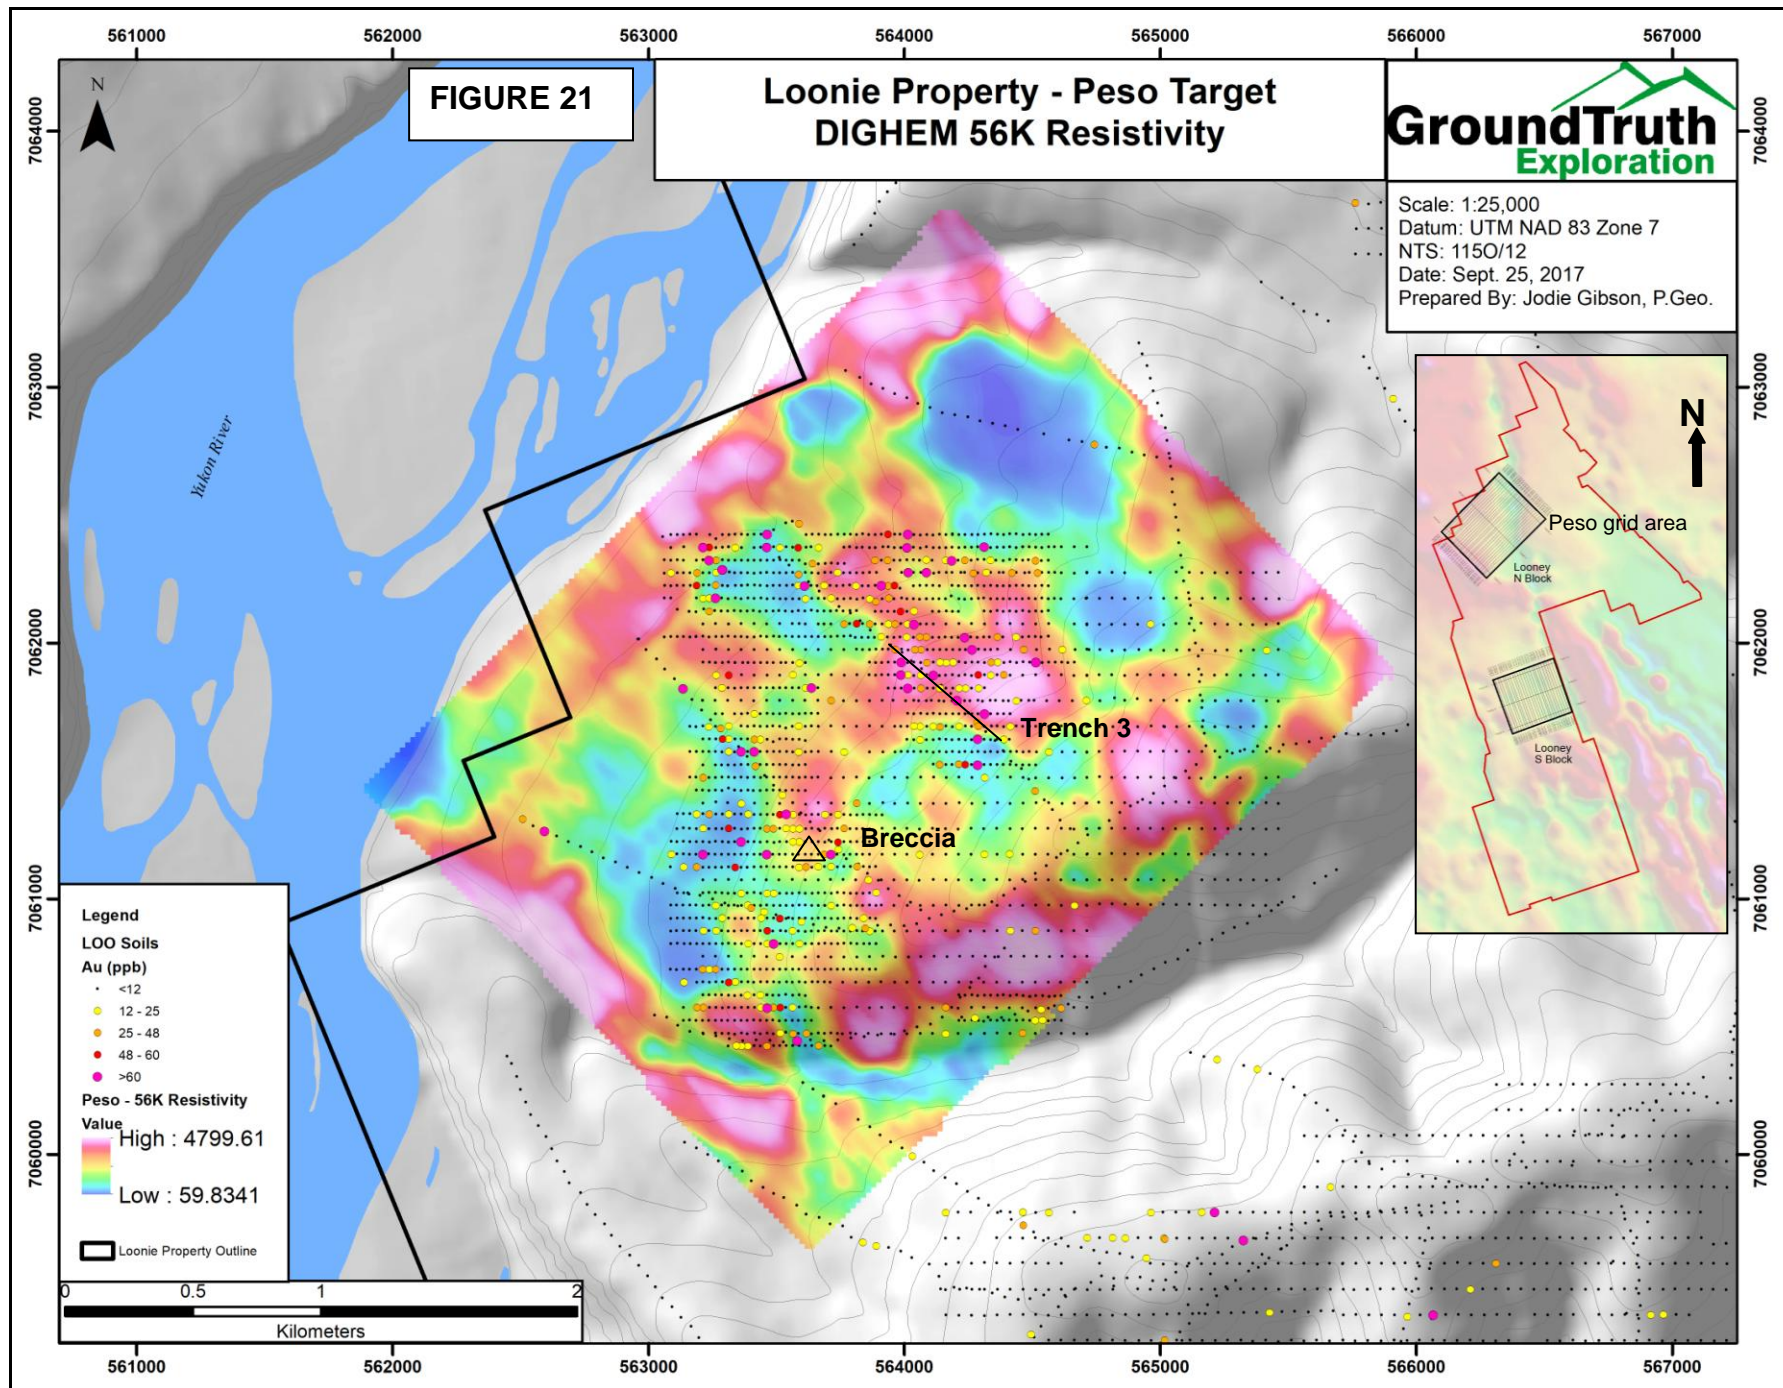 561000 562000 563000 564000 565000 566000 567000
FIGURE 21
Loonie Property - Peso Target
DIGHEM 56K Resistivity
GroundTruth
Exploration
Scale: 1:25,000
Datum: UTM NAD 83 Zone 7
NTS: 115O/12
Date: Sept. 25, 2017
Prepared By: Jodie Gibson, P.Geo.
N
7064000
7063000
7062000
7061000
7060000
7064000
7063000
7062000
7061000
7060000
Yukon River
N
Peso grid area
Looney
N Block
Looney
S Block
Trench 3
Breccia
Legend
LOO Soils
Au (ppb)
<12
12 - 25
25 - 48
48 - 60
>60
Peso - 56K Resistivity
Value
High : 4799.61
Low : 59.8341
Loonie Property Outline
0 0.5 1 2
Kilometers
561000 562000 563000 564000 565000 566000 567000